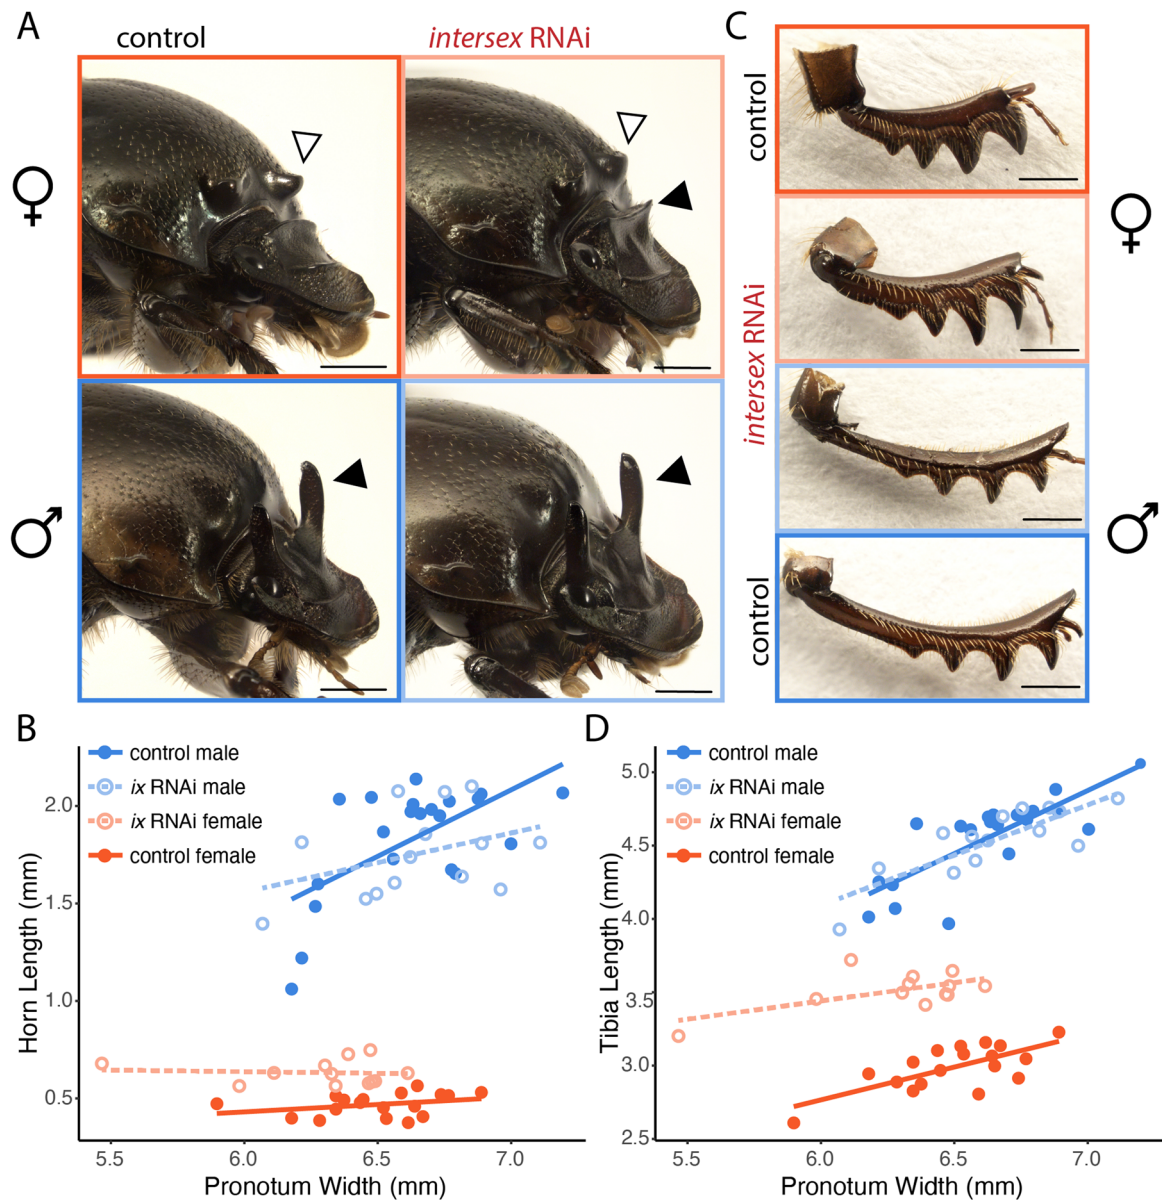 A
control
intersex RNAi
C
control
intersex RNAi
control
B
control male
ix RNAi male
ix RNAi female
control female
2.0
1.5
1.0
0.5
Horn Length (mm)
5.5
6.0
6.5
7.0
Pronotum Width (mm)
D
control male
ix RNAi male
ix RNAi female
control female
5.0
4.5
4.0
3.5
3.0
2.5
Tibia Length (mm)
5.5
6.0
6.5
7.0
Pronotum Width (mm)